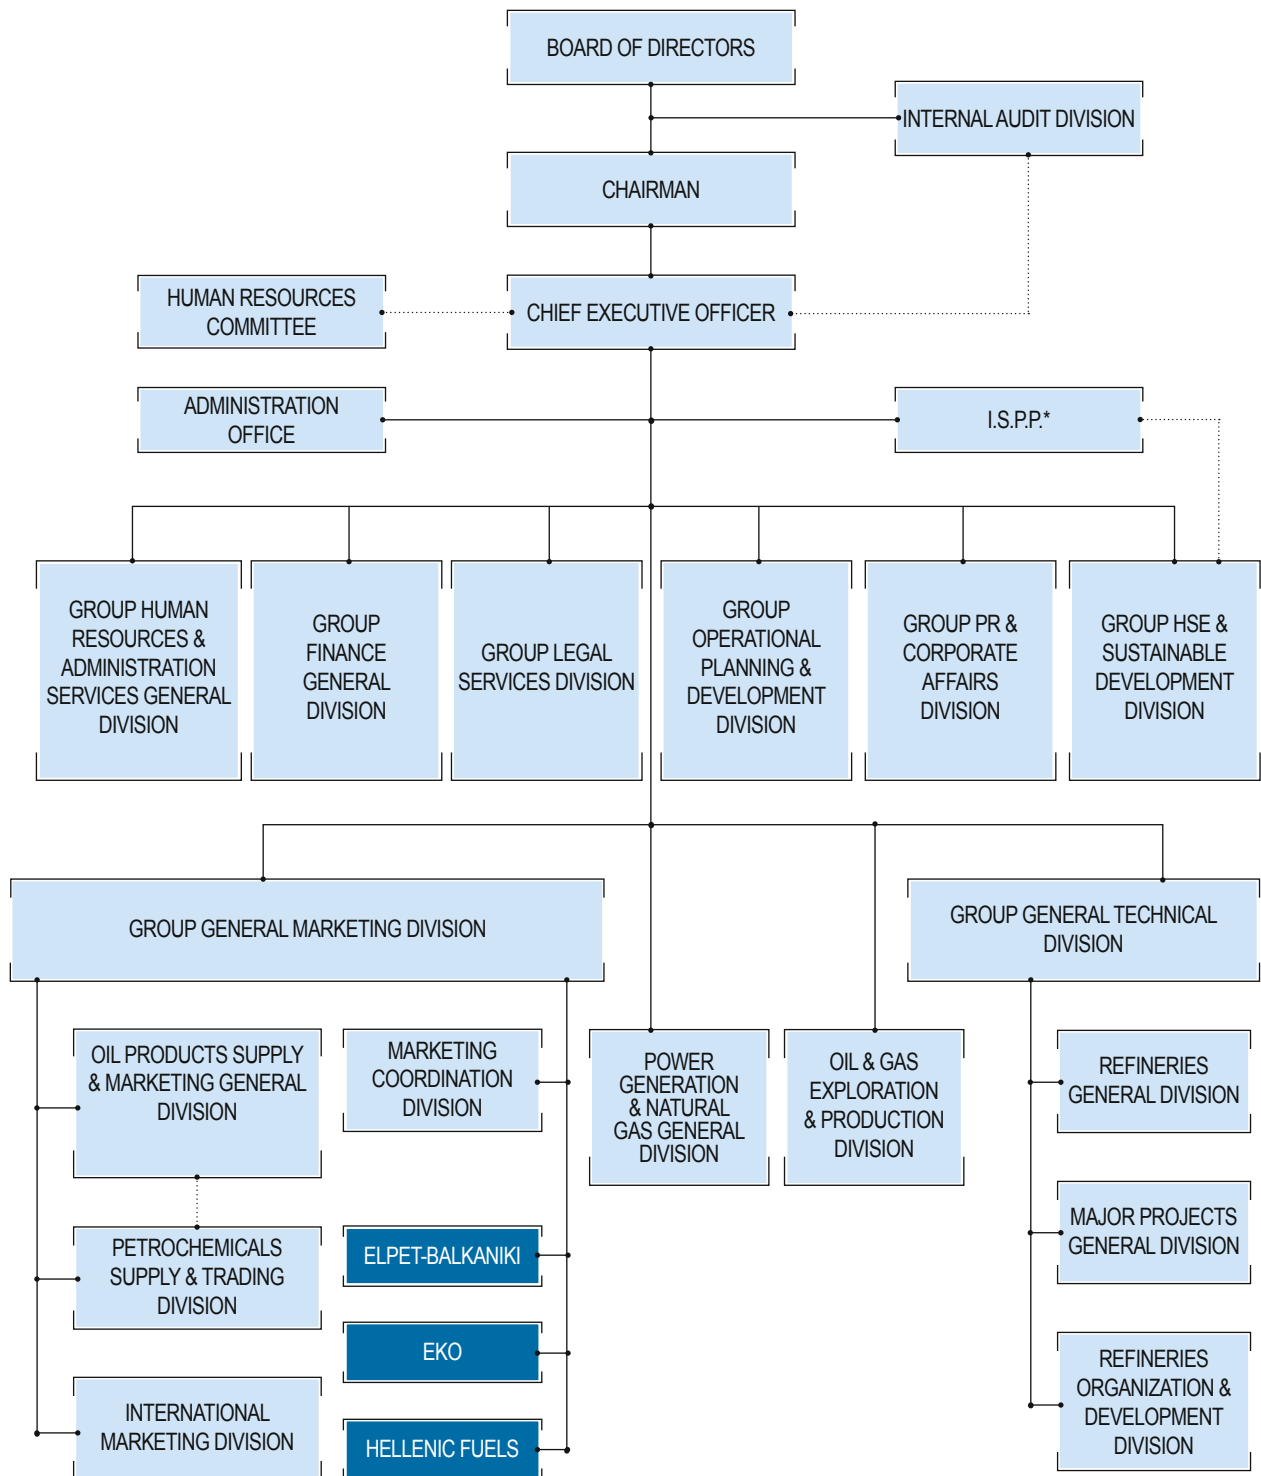 BOARD OF DIRECTORS
INTERNAL AUDIT DIVISION
CHAIRMAN
HUMAN RESOURCES
COMMITTEE
CHIEF EXECUTIVE OFFICER
ADMINISTRATION
OFFICE
I.S.P.P.*
GROUP HUMAN
RESOURCES &
ADMINISTRATION
SERVICES GENERAL
DIVISION
GROUP
FINANCE
GENERAL
DIVISION
GROUP LEGAL
SERVICES DIVISION
GROUP
OPERATIONAL
PLANNING &
DEVELOPMENT
DIVISION
GROUP PR &
CORPORATE
AFFAIRS
DIVISION
GROUP HSE &
SUSTAINABLE
DEVELOPMENT
DIVISION
GROUP GENERAL MARKETING DIVISION
GROUP GENERAL TECHNICAL
DIVISION
OIL PRODUCTS SUPPLY
& MARKETING GENERAL
DIVISION
MARKETING
COORDINATION
DIVISION
POWER
GENERATION
& NATURAL
GAS GENERAL
DIVISION
OIL & GAS
EXPLORATION
& PRODUCTION
DIVISION
REFINERIES
GENERAL DIVISION
PETROCHEMICALS
SUPPLY & TRADING
DIVISION
ELPET-BALKANIKI
MAJOR PROJECTS
GENERAL DIVISION
EKO
INTERNATIONAL
MARKETING DIVISION
HELLENIC FUELS
REFINERIES
ORGANIZATION &
DEVELOPMENT
DIVISION